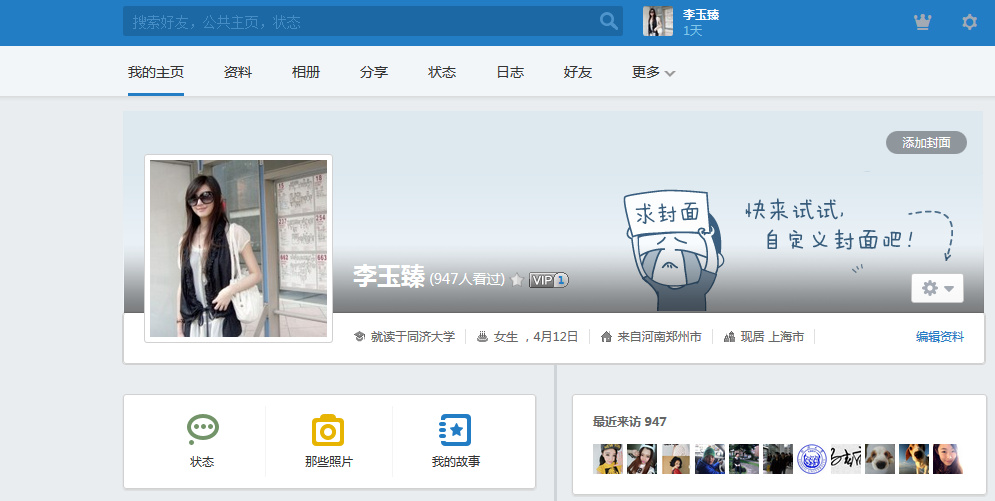 搜索好友，公共主页，状态
李玉臻
1天
我的主页 资料 相册 分享 状态 日志 好友 更多
添加封面
求封面
快来试试,
自定义封面吧!
李玉臻 (947人看过) VIP 1
就读于同济大学 女生 ，4月12日 来自河南郑州市 现居 上海市 编辑资料
状态 那些照片 我的故事
最近来访 947